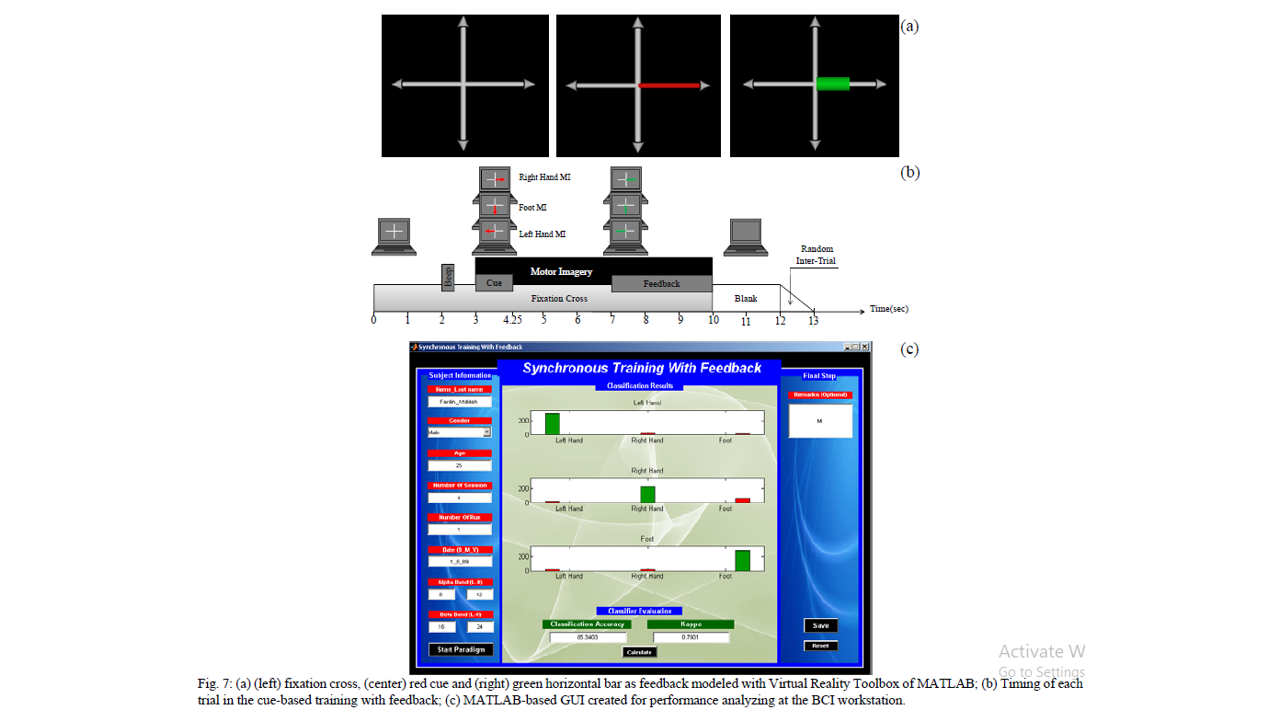 (a)
(b)
Right Hand MI
Foot MI
Left Hand MI
Random
Inter-Trial
Beep
Motor Imagery
Cue
Feedback
Fixation Cross
Blank
Time(sec)
0 1 2 3 4.25 5 6 7 8 9 10 11 12 13
(c)
Synchronous Training With Feedback
Synchronous Training With Feedback
Subject Information
Name_Last name
Gender
Male
Age
25
Number Of Session
Number Of Run
1
Date (D_M_Y)
Alpha Band (L-H)
8 12
Beta Band (L-H)
16 24
Start Paradigm
Classification Results
Left Hand
200
0
Left Hand Right Hand Foot
Right Hand
200
0
Left Hand Right Hand Foot
Foot
200
0
Left Hand Right Hand Foot
Classifier Evaluation
Classification Accuracy Kappa
85.3403
Calculate
Final Step
Remarks (Optional)
M
Save
Reset
Activate W
Go to Settings
Fig. 7: (a) (left) fixation cross, (center) red cue and (right) green horizontal bar as feedback modeled with Virtual Reality Toolbox of MATLAB; (b) Timing of each
trial in the cue-based training with feedback; (c) MATLAB-based GUI created for performance analyzing at the BCI workstation.